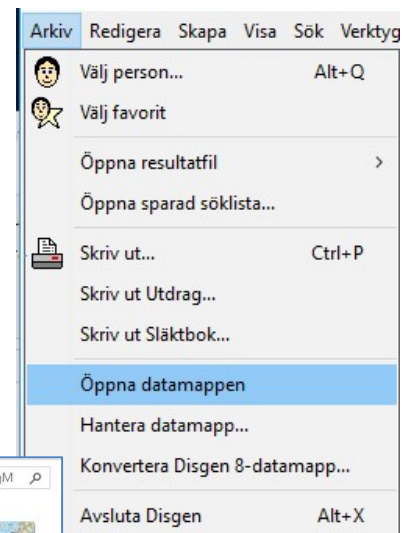 Arkiv Redigera Skapa Visa Sök Verktyg
Välj person... Alt+Q
Välj favorit
Öppna resultatfil >
Öppna sparad söklista...
Skriv ut... Ctrl+P
Skriv ut Utdrag...
Skriv ut Släktbok...
Öppna datamappen
Hantera datamapp...
Konvertera Disgen 8-datamapp...
Avsluta Disgen Alt+X